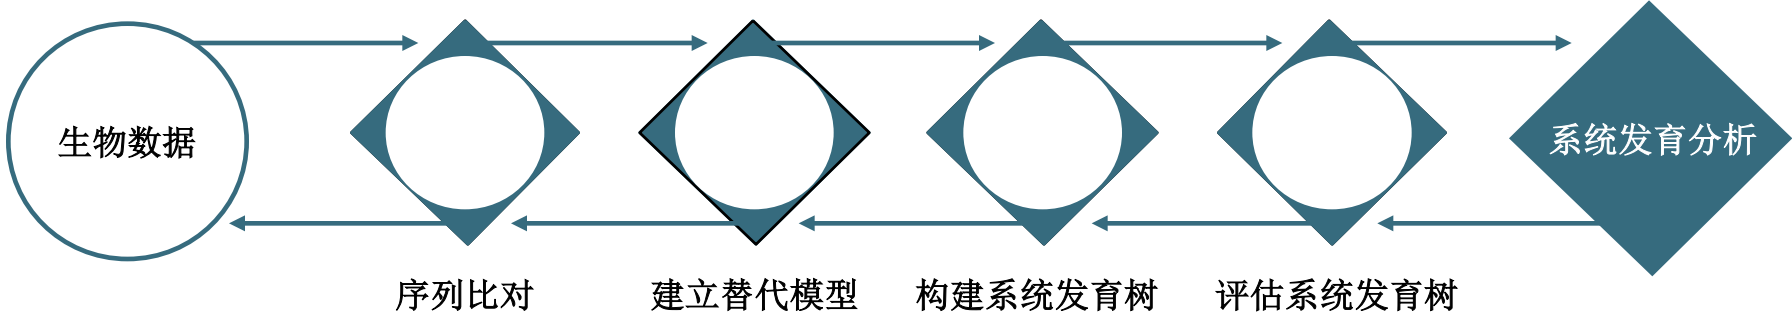 生物数据
系统发育分析
序列比对
建立替代模型
构建系统发育树
评估系统发育树